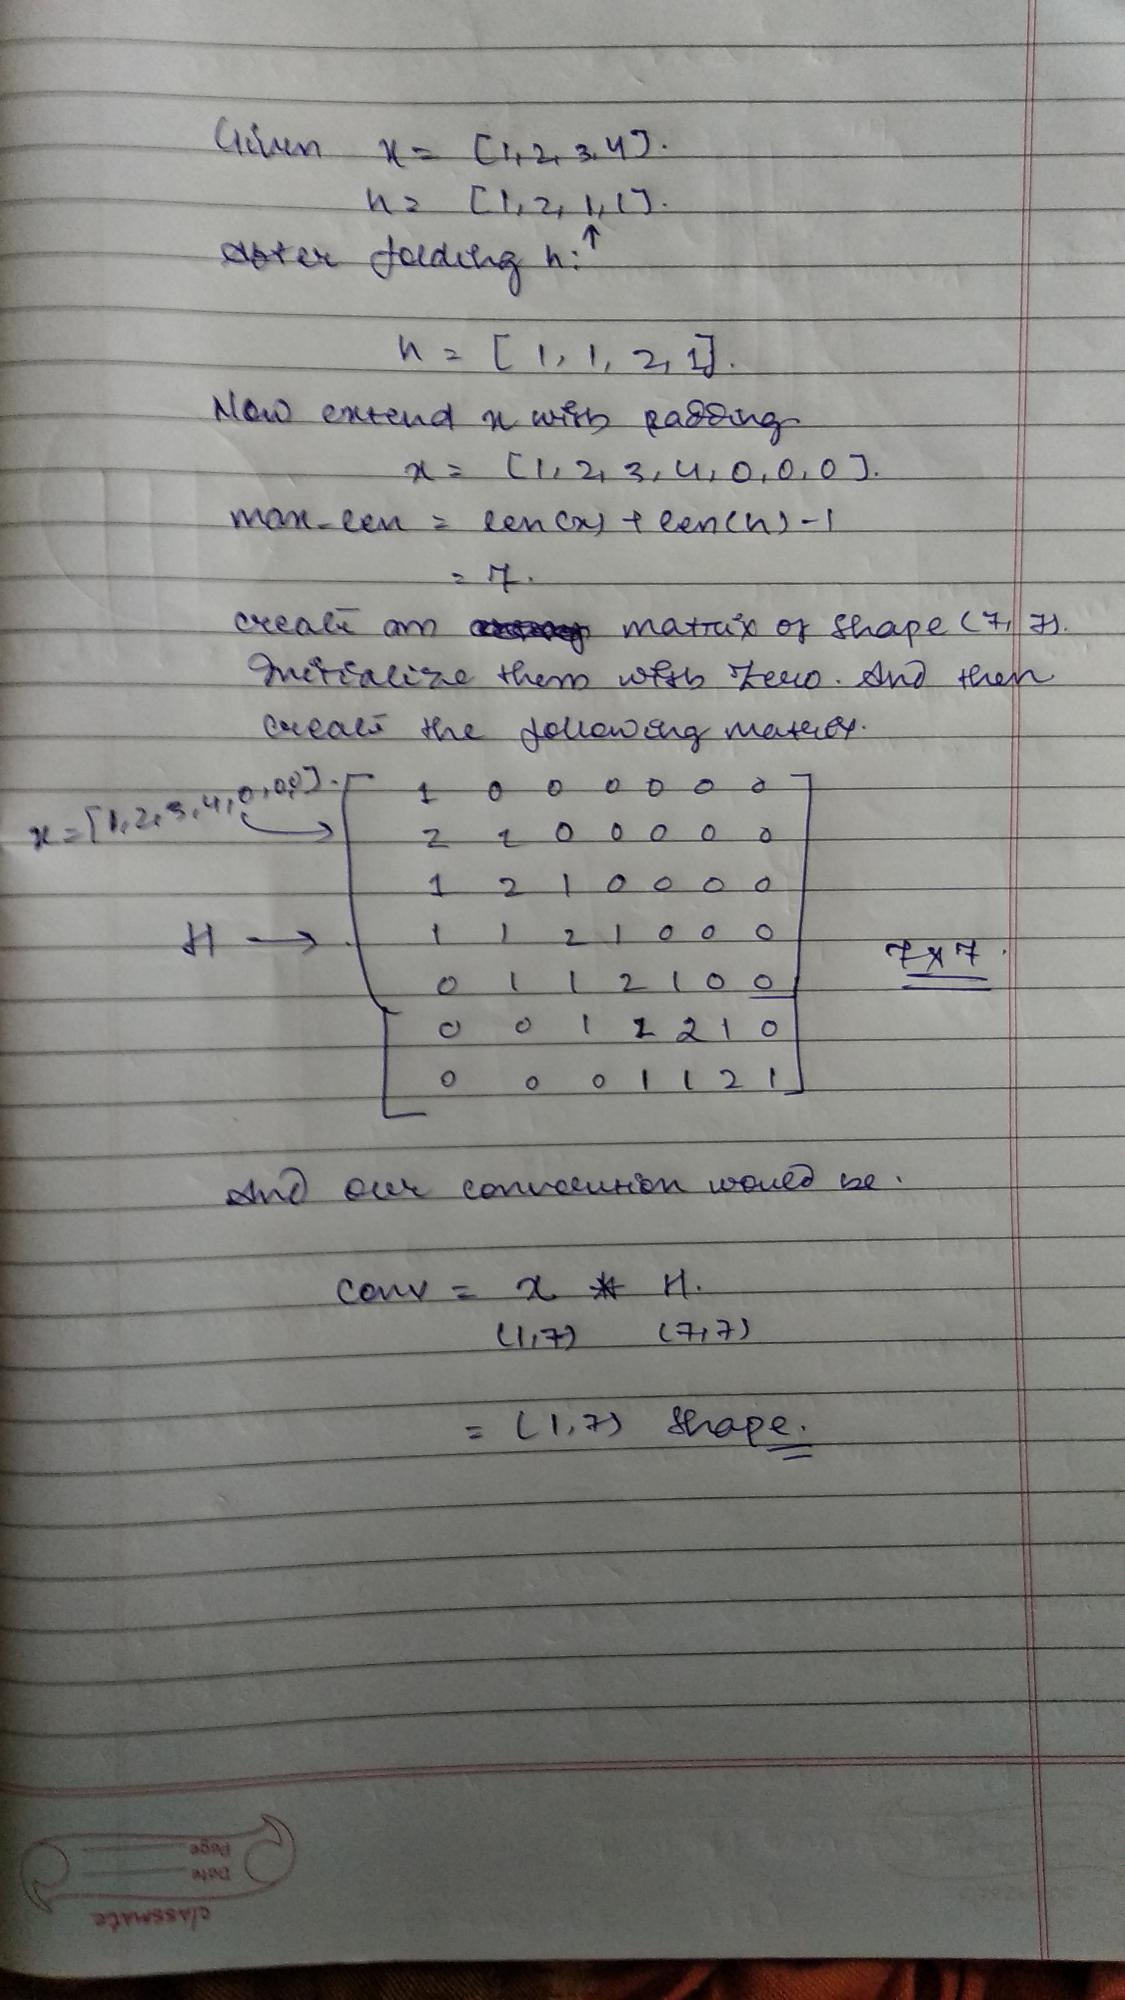 Given x = [1, 2, 3, 4].
h = [1, 2, 1, 1].
↑
After folding h:
h = [ 1, 1, 2, 1].
Now extend x with padding
x = [1, 2, 3, 4, 0, 0, 0].
max-len = len(x) + len(h) - 1
= 7.
create an matrix of shape (7, 7).
Initialize them with zero. And then
create the following matrix.
x = [1, 2, 3, 4, 0, 0, 0].
1 0 0 0 0 0 0
2 1 0 0 0 0 0
1 2 1 0 0 0 0
H → 1 1 2 1 0 0 0 7 x 7.
0 1 1 2 1 0 0
0 0 1 1 2 1 0
0 0 0 1 1 2 1
And our convolution would be.
Conv = x * H.
(1,7) (7,7)
= (1,7) shape.
classmate
Date
Page